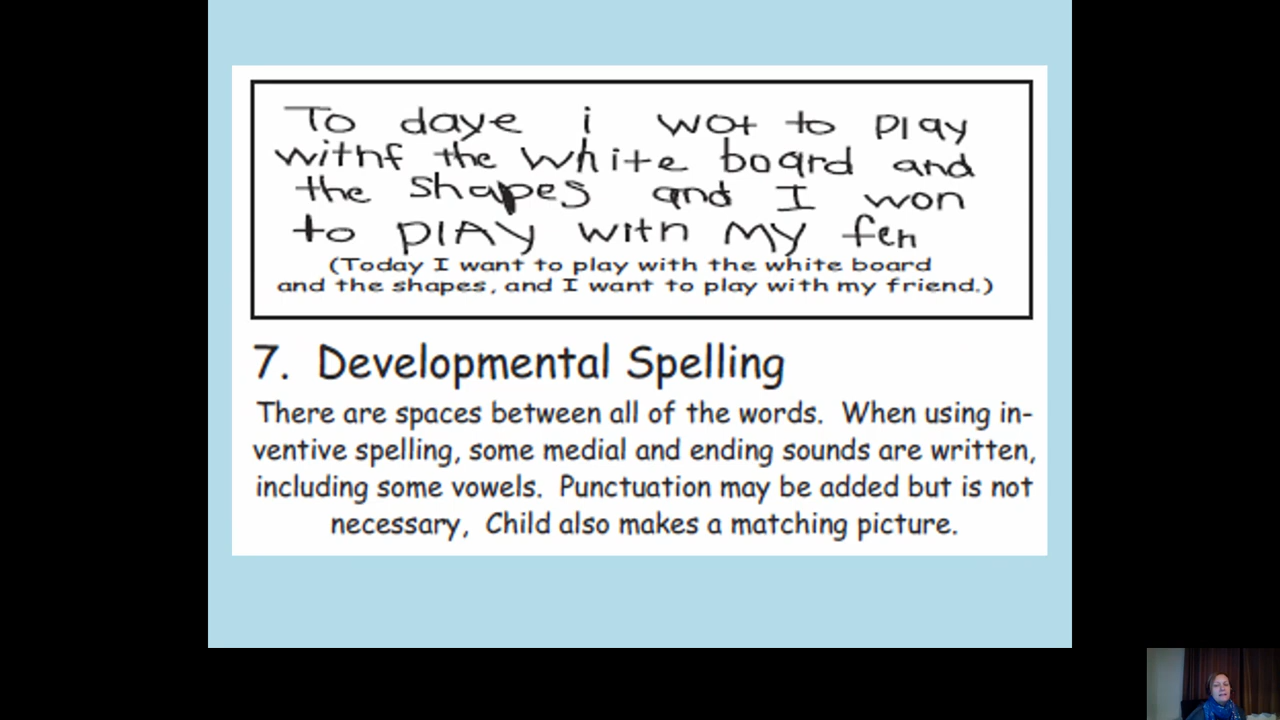 To daye i wot to play
withf the white board and
the shapes and I won
to plAy with My fen
(Today I want to play with the white board
and the shapes, and I want to play with my friend.)
7. Developmental Spelling
There are spaces between all of the words. When using in-
ventive spelling, some medial and ending sounds are written,
including some vowels. Punctuation may be added but is not
necessary, Child also makes a matching picture.